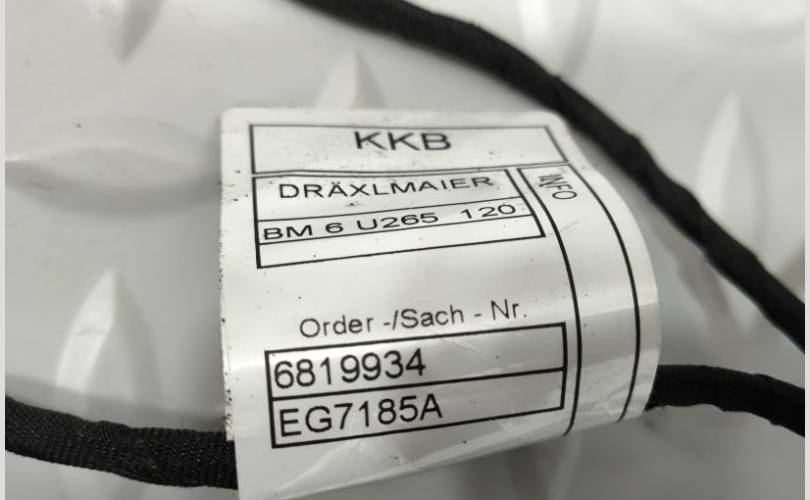 KKB
DRÄXLMAIER
INFO
BM 6 U265 120
Order -/Sach - Nr.
6819934
EG7185A